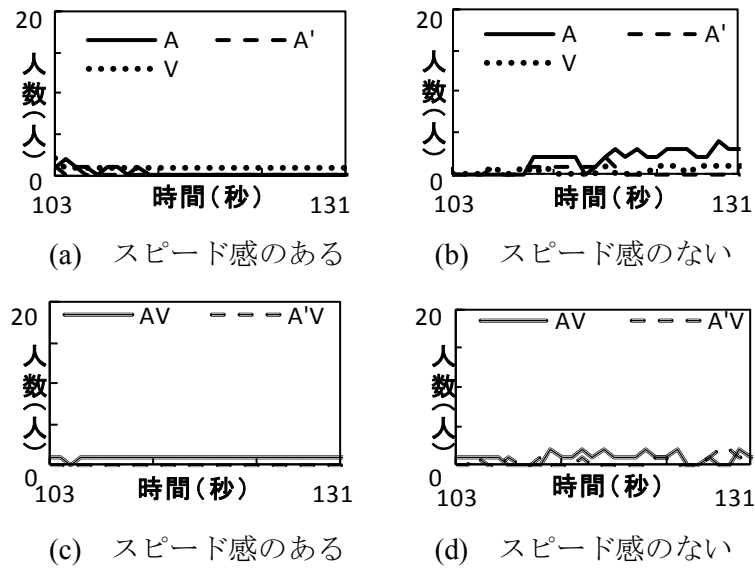 20
A
A'
V
人数(人)
0
103
時間(秒)
131
(a) スピード感のある
20
A
A'
V
人数(人)
0
103
時間(秒)
131
(b) スピード感のない
20
AV
A'V
人数(人)
0
103
時間(秒)
131
(c) スピード感のある
20
AV
A'V
人数(人)
0
103
時間(秒)
131
(d) スピード感のない